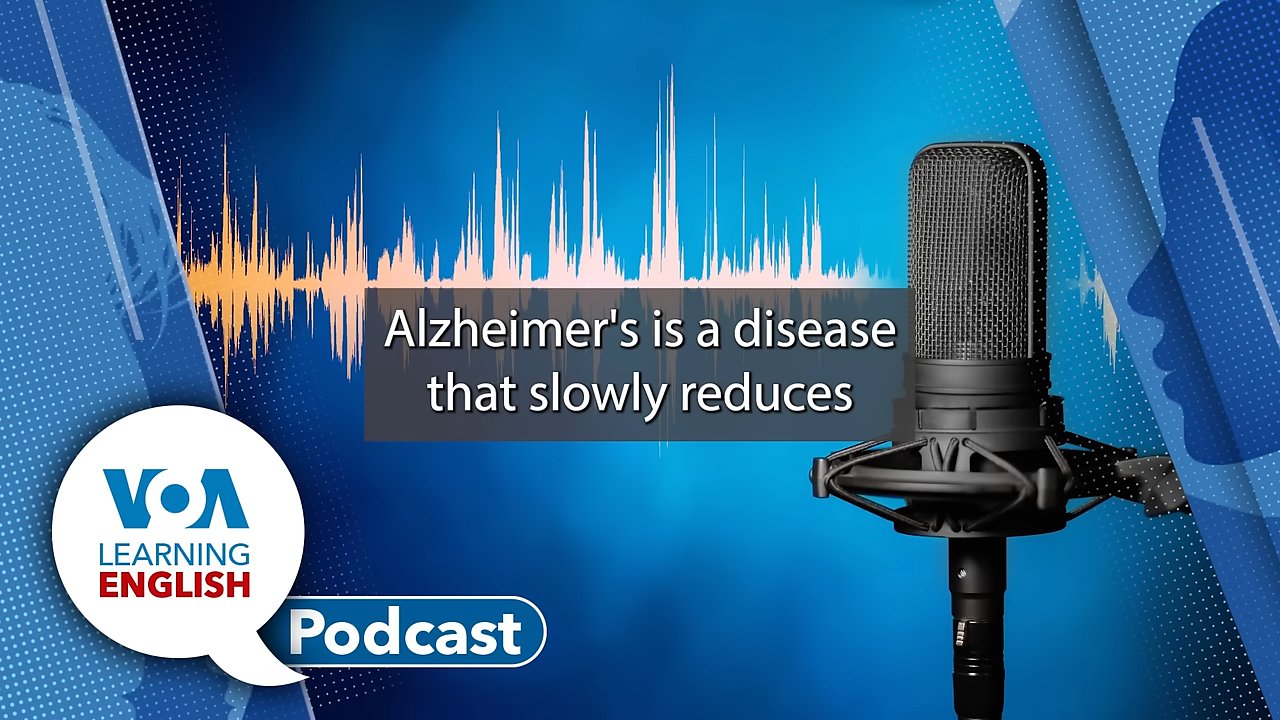 Alzheimer's is a disease
that slowly reduces
VOA
LEARNING
ENGLISH
Podcast